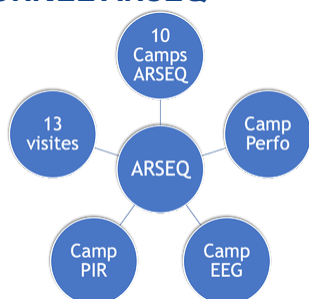 10
Camps
ARSEQ
13
visites
Camp
Perfo
ARSEQ
Camp
PIR
Camp
EEG